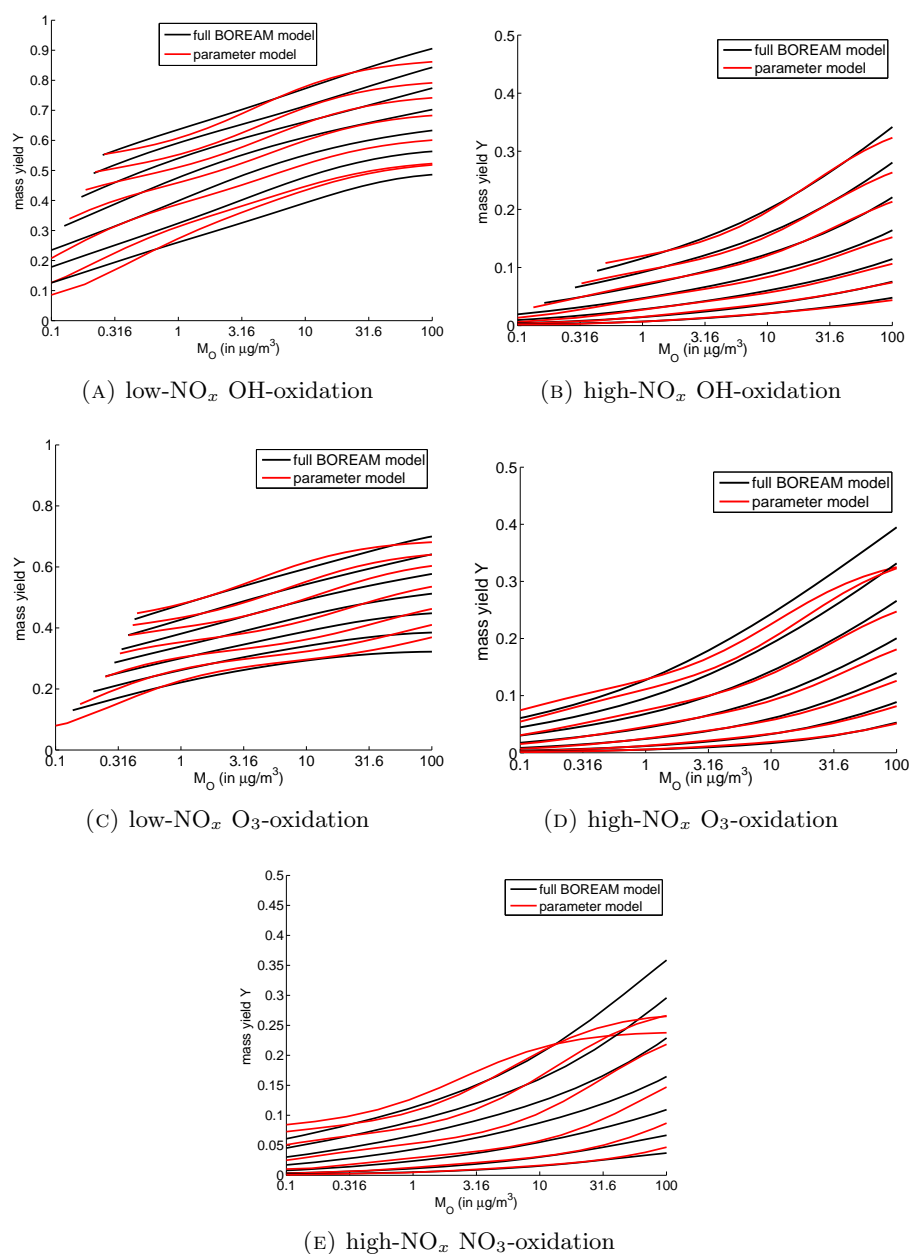 1
0.9
0.8
0.7
0.6
0.5
0.4
0.3
0.2
0.1
0
mass yield Y
full BOREAM model
parameter model
0.1 0.316 1 3.16 10 31.6 100
M_O (in μg/m³)
(A) low-NOₓ OH-oxidation
0.5
0.4
0.3
0.2
0.1
0
mass yield Y
full BOREAM model
parameter model
0.1 0.316 1 3.16 10 31.6 100
M_O (in μg/m³)
(B) high-NOₓ OH-oxidation
1
0.8
0.6
0.4
0.2
0
mass yield Y
full BOREAM model
parameter model
0.1 0.316 1 3.16 10 31.6 100
M_O (in μg/m³)
(C) low-NOₓ O₃-oxidation
0.5
0.4
0.3
0.2
0.1
0
mass yield Y
full BOREAM model
parameter model
0.1 0.316 1 3.16 10 31.6 100
M_O (in μg/m³)
(D) high-NOₓ O₃-oxidation
0.5
0.45
0.4
0.35
0.3
0.25
0.2
0.15
0.1
0.05
0
mass yield Y
full BOREAM model
parameter model
0.1 0.316 1 3.16 10 31.6 100
M_O (in μg/m³)
(E) high-NOₓ NO₃-oxidation